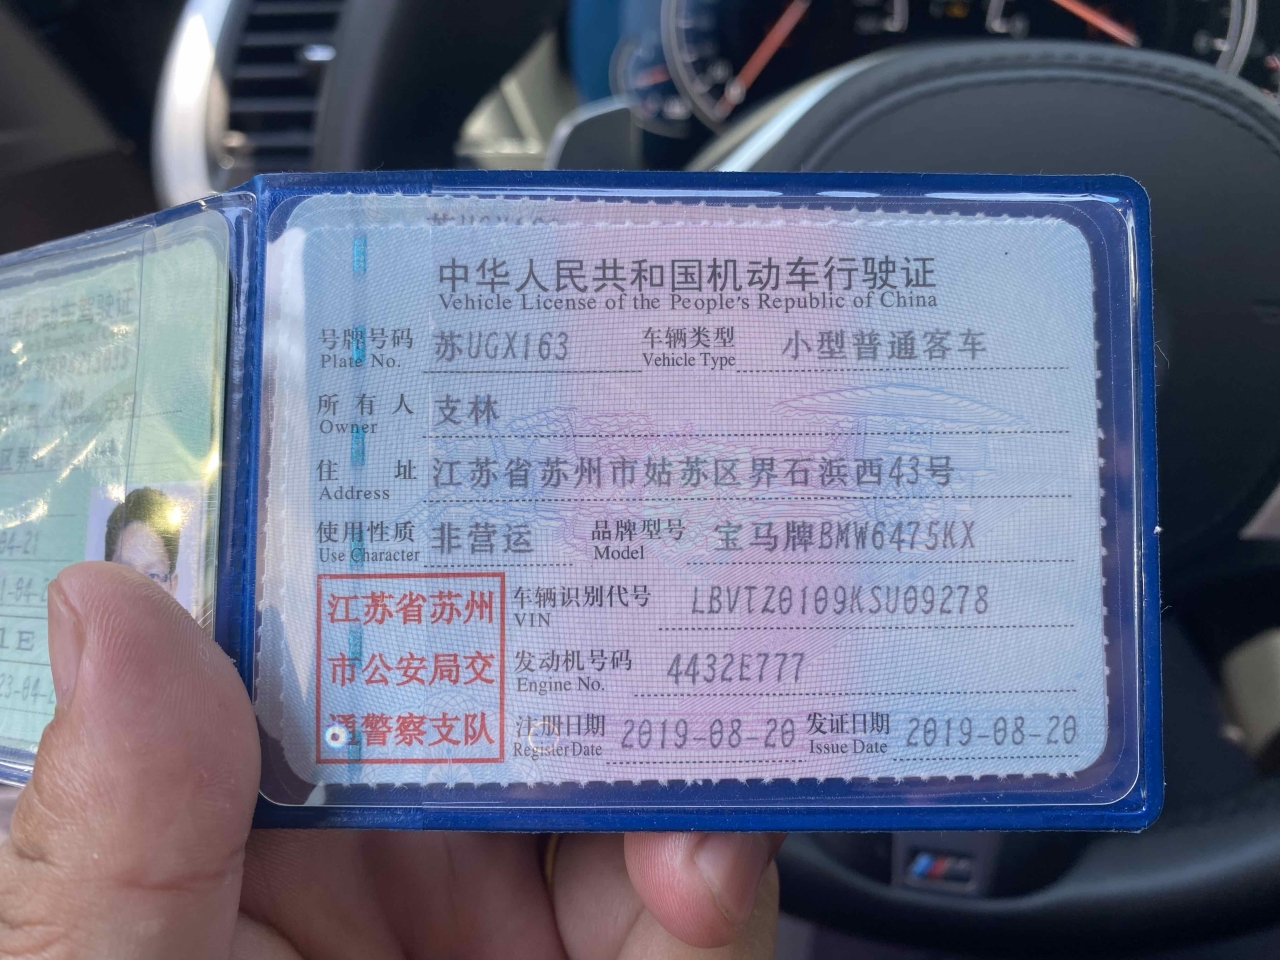 中华人民共和国机动车行驶证
Vehicle License of the People's Republic of China
号牌号码 苏UGX163 车辆类型 小型普通客车
Plate No. Vehicle Type
所有人 支林
Owner
住址 江苏省苏州市姑苏区界石浜西43号
Address
使用性质 非营运 品牌型号 宝马牌BMW6475KX
Use Character Model
江苏省苏州
市公安局交
通警察支队
车辆识别代号 LBVTZ0109KSU09278
VIN
发动机号码 4432E777
Engine No.
注册日期 2019-08-20 发证日期 2019-08-20
Register Date Issue Date